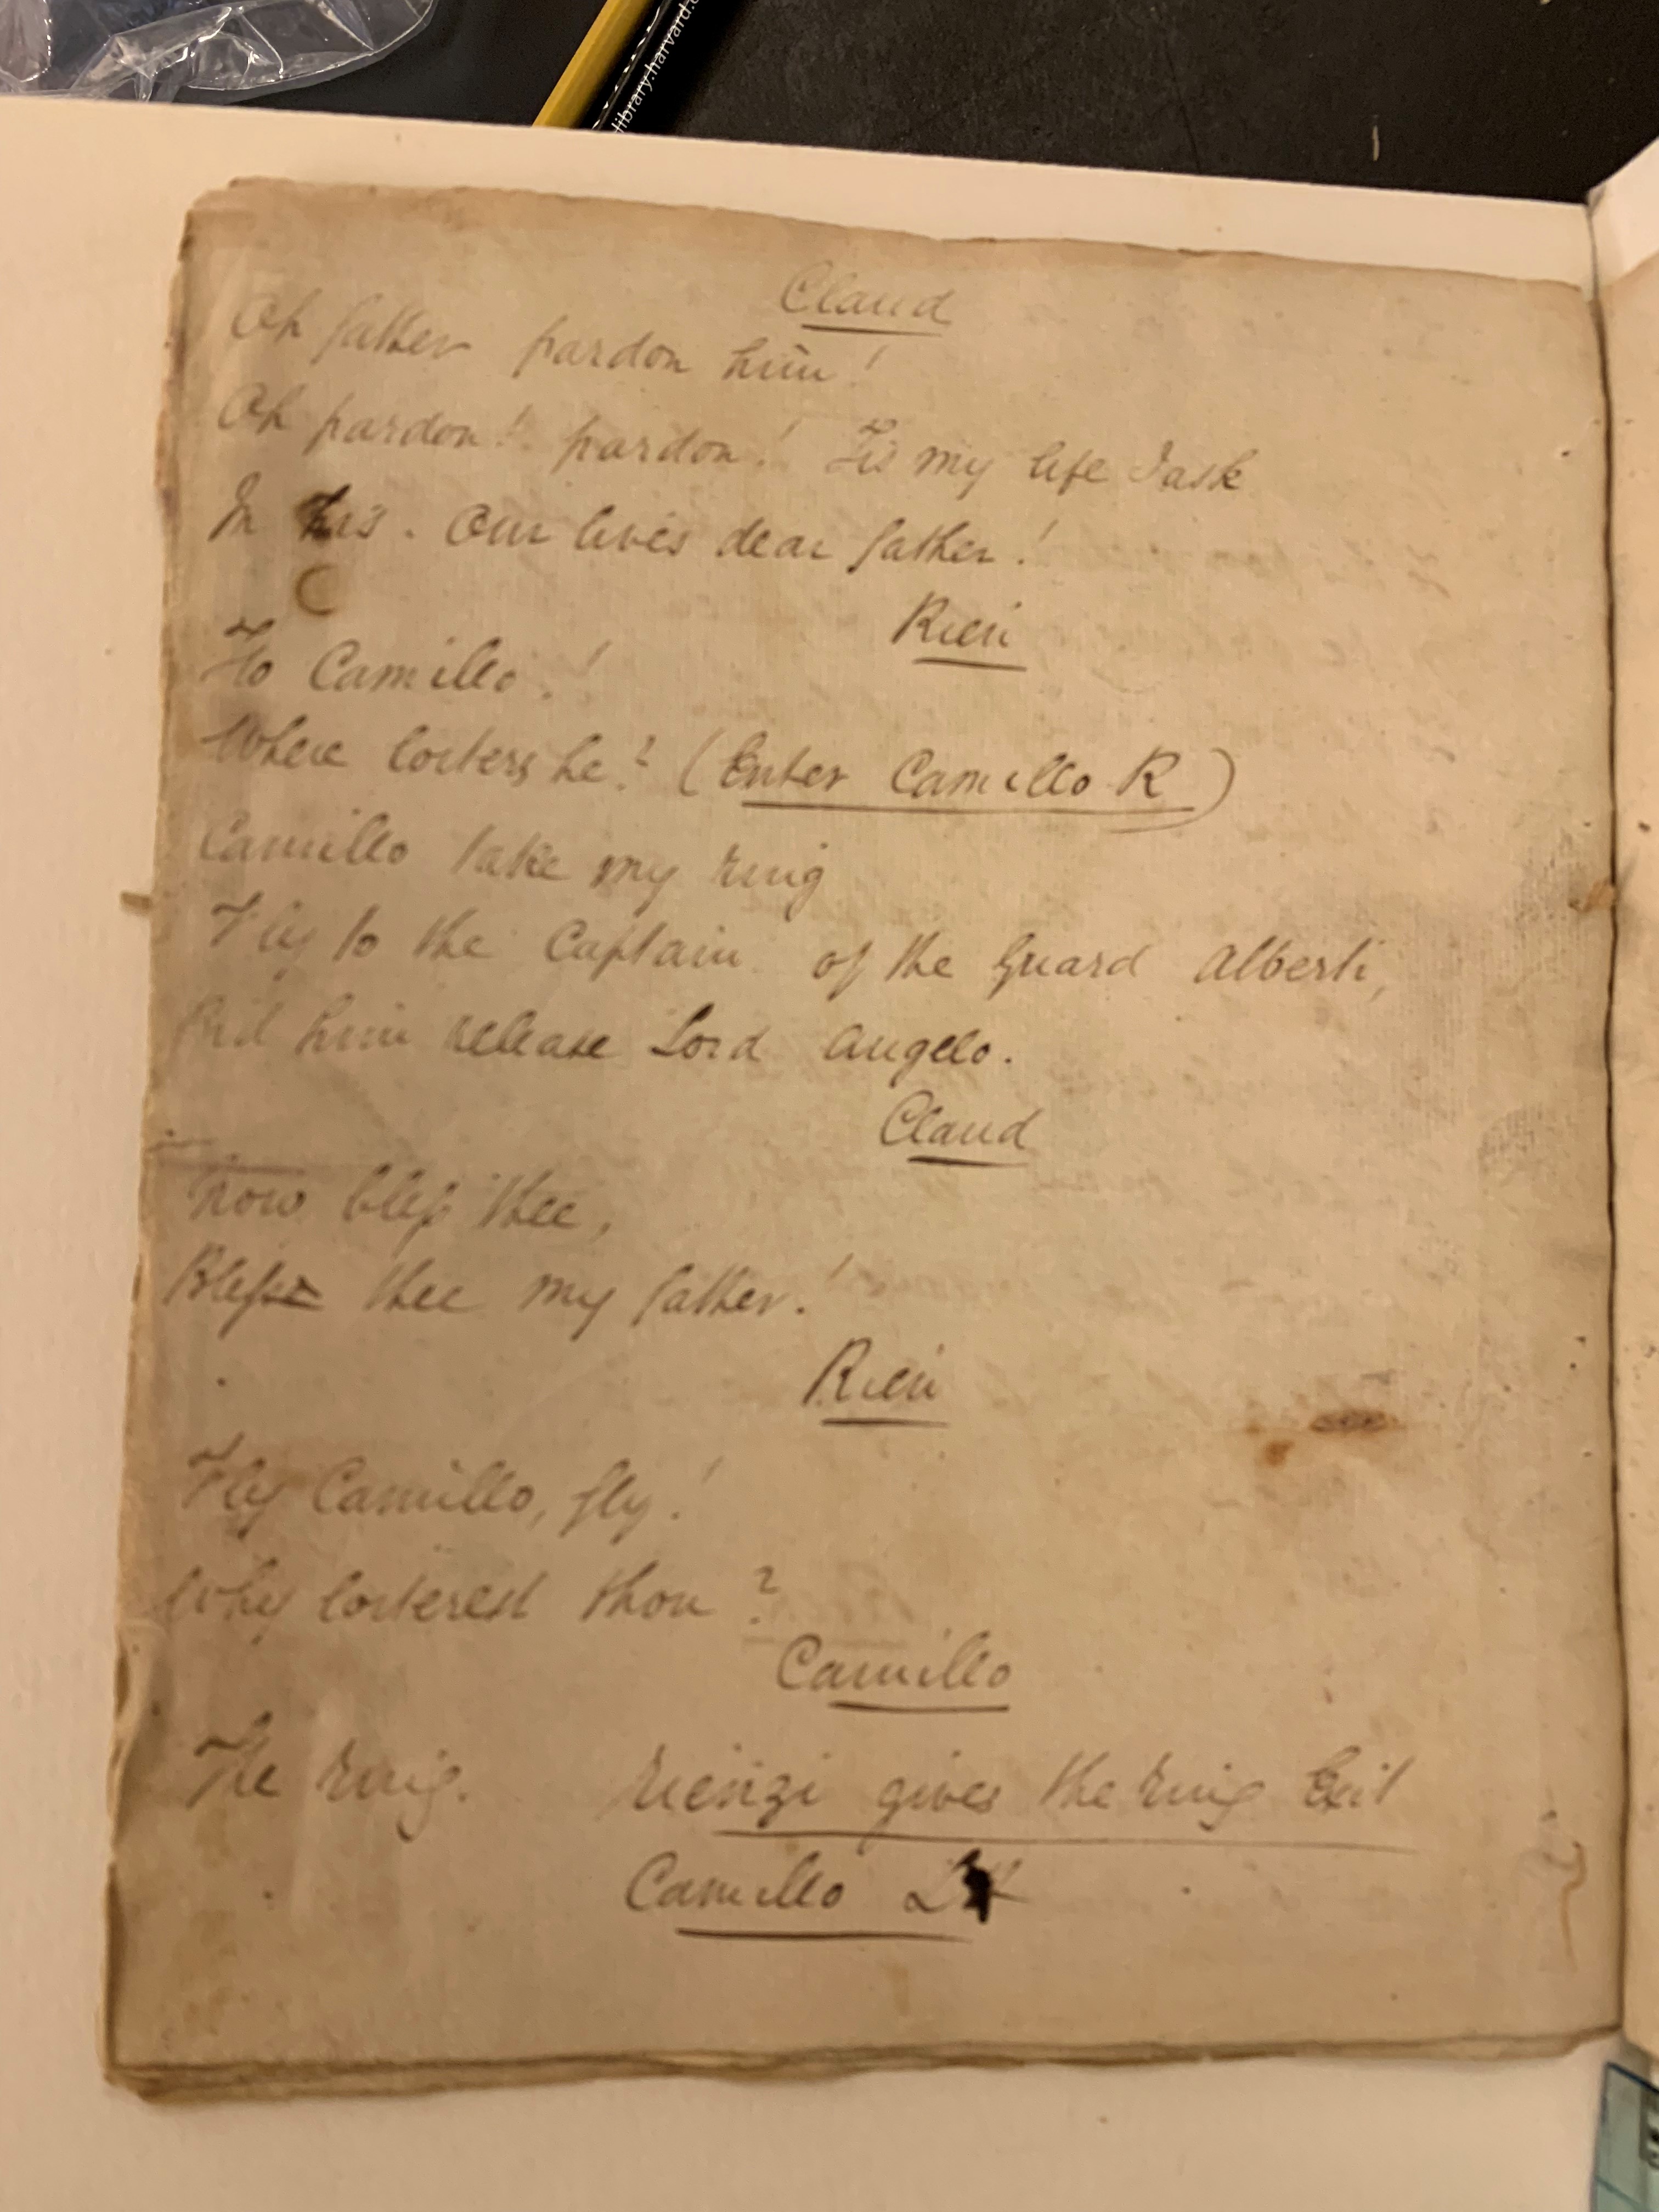 library.harvard.
Claud
Oh father pardon him!
Oh pardon! pardon! Tis my life I ask
In his. Our lives dear father!
Rieni
Ho Camillo!
Where loiters he? (Enter Camillo R)
Camillo take my ring
Fly to the Captain of the Guard Alberti,
Bid him release Lord Angelo.
Claud
Now bless thee,
Bless thee my father!
Rieni
Fly Camillo, fly!
Why loiterest thou?
Camillo
The ring. Rienzi gives the ring Exit
Camillo